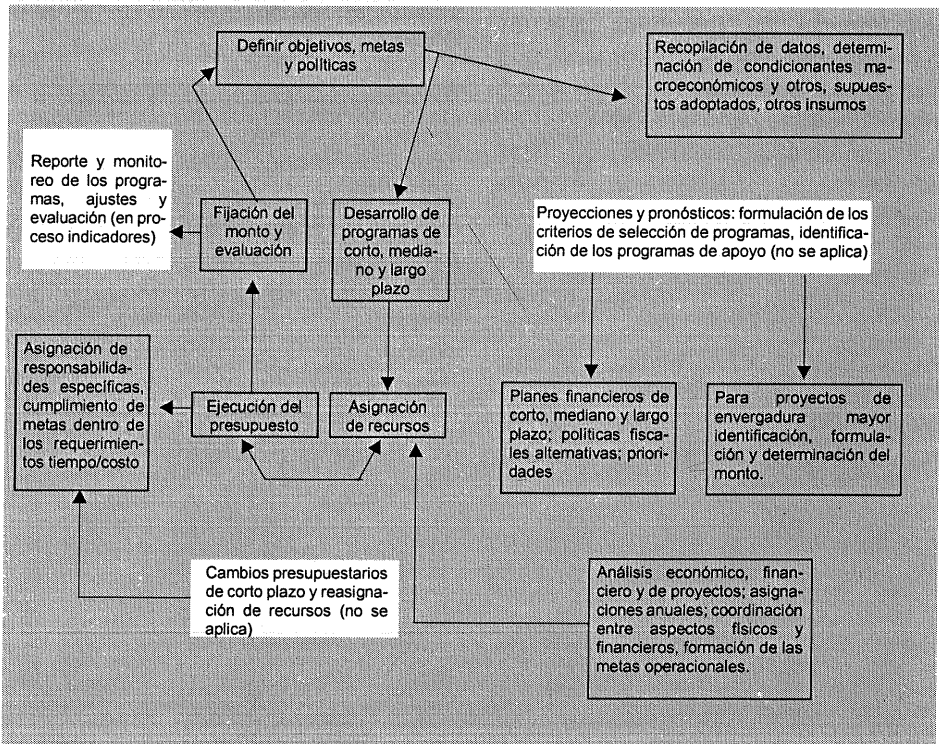 Definir objetivos, metas
y políticas
Recopilación de datos, determi-
nación de condicionantes ma-
croeconómicos y otros, supues-
tos adoptados, otros insumos
Reporte y monito-
reo de los progra-
mas, ajustes y
evaluación (en pro-
ceso indicadores)
Fijación del
monto y
evaluación
Desarrollo de
programas de
corto, media-
no y largo
plazo
Proyecciones y pronósticos: formulación de los
criterios de selección de programas, identifica-
ción de los programas de apoyo (no se aplica)
Asignación de
responsabilida-
des específicas,
cumplimiento de
metas dentro de
los requerimien-
tos tiempo/costo
Ejecución del
presupuesto
Asignación
de recursos
Planes financieros de
corto, mediano y largo
plazo; políticas fisca-
les alternativas; priori-
dades
Para proyectos de
envergadura mayor
identificación, formula-
ción y determinación del
monto.
Cambios presupuestarios
de corto plazo y reasigna-
ción de recursos (no se
aplica)
Análisis económico, finan-
ciero y de proyectos; asigna-
ciones anuales; coordinación
entre aspectos físicos y
financieros, formación de las
metas operacionales.